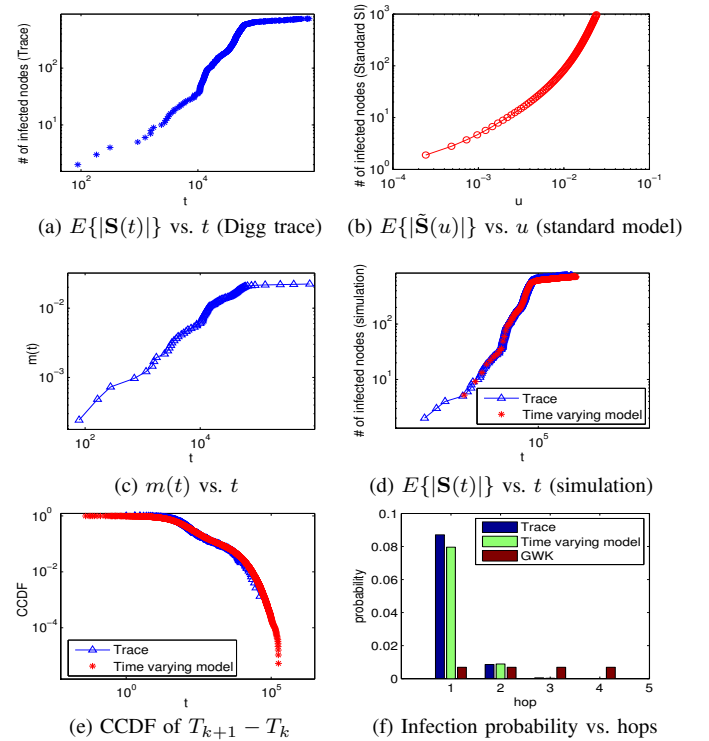 # of infected nodes (Trace)
10²
10¹
10²
10⁴
t
(a) E{|S(t)|} vs. t (Digg trace)
# of infected nodes (Standard SI)
10³
10²
10¹
10⁰
10⁻⁴
10⁻³
10⁻²
10⁻¹
u
(b) E{|S̃(u)|} vs. u (standard model)
m(t)
10⁻²
10⁻³
10²
10⁴
t
(c) m(t) vs. t
# of infected nodes (simulation)
10²
10¹
Trace
Time varying model
10⁵
t
(d) E{|S(t)|} vs. t (simulation)
CCDF
10⁰
10⁻²
10⁻⁴
Trace
Time varying model
10⁰
10⁵
t
(e) CCDF of Tₖ₊₁ − Tₖ
probability
0.1
0.08
0.06
0.04
0.02
0
Trace
Time varying model
GWK
1
2
3
4
5
hop
(f) Infection probability vs. hops